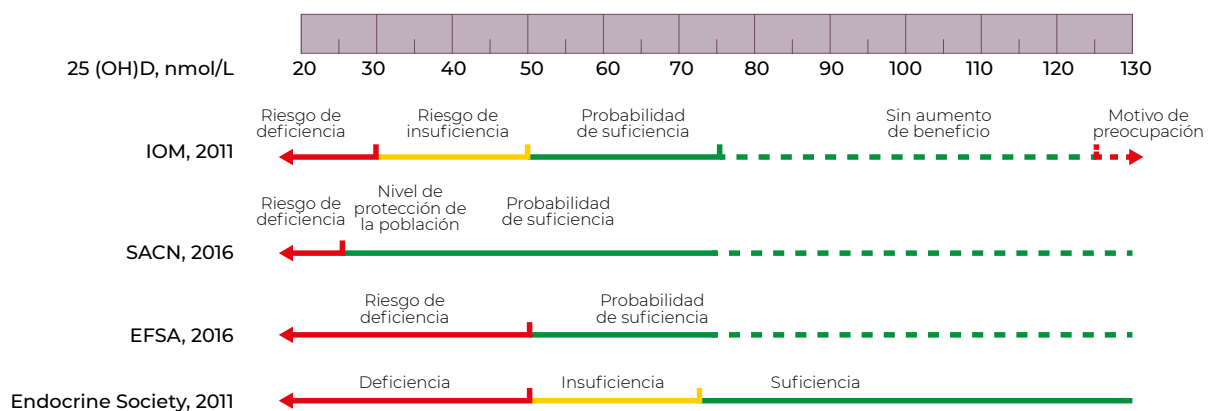 25 (OH)D, nmol/L
20 30 40 50 60 70 80 90 100 110 120 130
Riesgo de
deficiencia
Riesgo de
insuficiencia
Probabilidad
de suficiencia
Sin aumento
de beneficio
Motivo de
preocupación
IOM, 2011
Riesgo de
deficiencia
Nivel de
protección de
la población
Probabilidad
de suficiencia
SACN, 2016
Riesgo de
deficiencia
Probabilidad
de suficiencia
EFSA, 2016
Deficiencia
Insuficiencia
Suficiencia
Endocrine Society, 2011